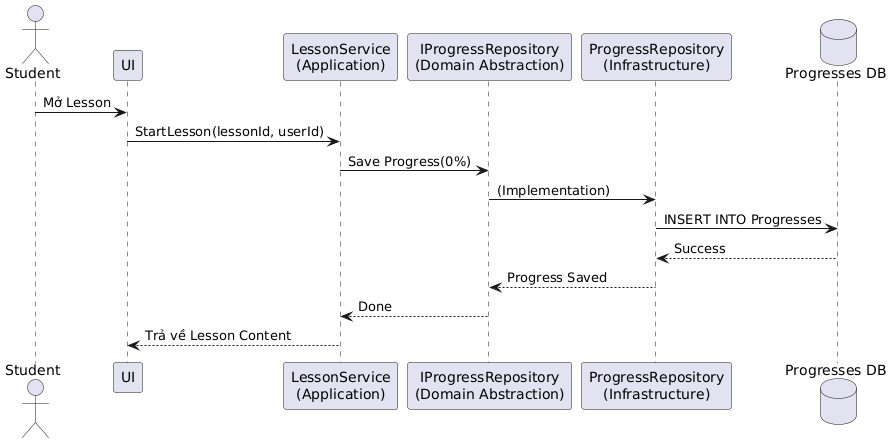 Student
UI
LessonService
(Application)
IProgressRepository
(Domain Abstraction)
ProgressRepository
(Infrastructure)
Progresses DB
Mở Lesson
StartLesson(lessonId, userId)
Save Progress(0%)
(Implementation)
INSERT INTO Progresses
Success
Progress Saved
Done
Trả về Lesson Content
Student
UI
LessonService
(Application)
IProgressRepository
(Domain Abstraction)
ProgressRepository
(Infrastructure)
Progresses DB